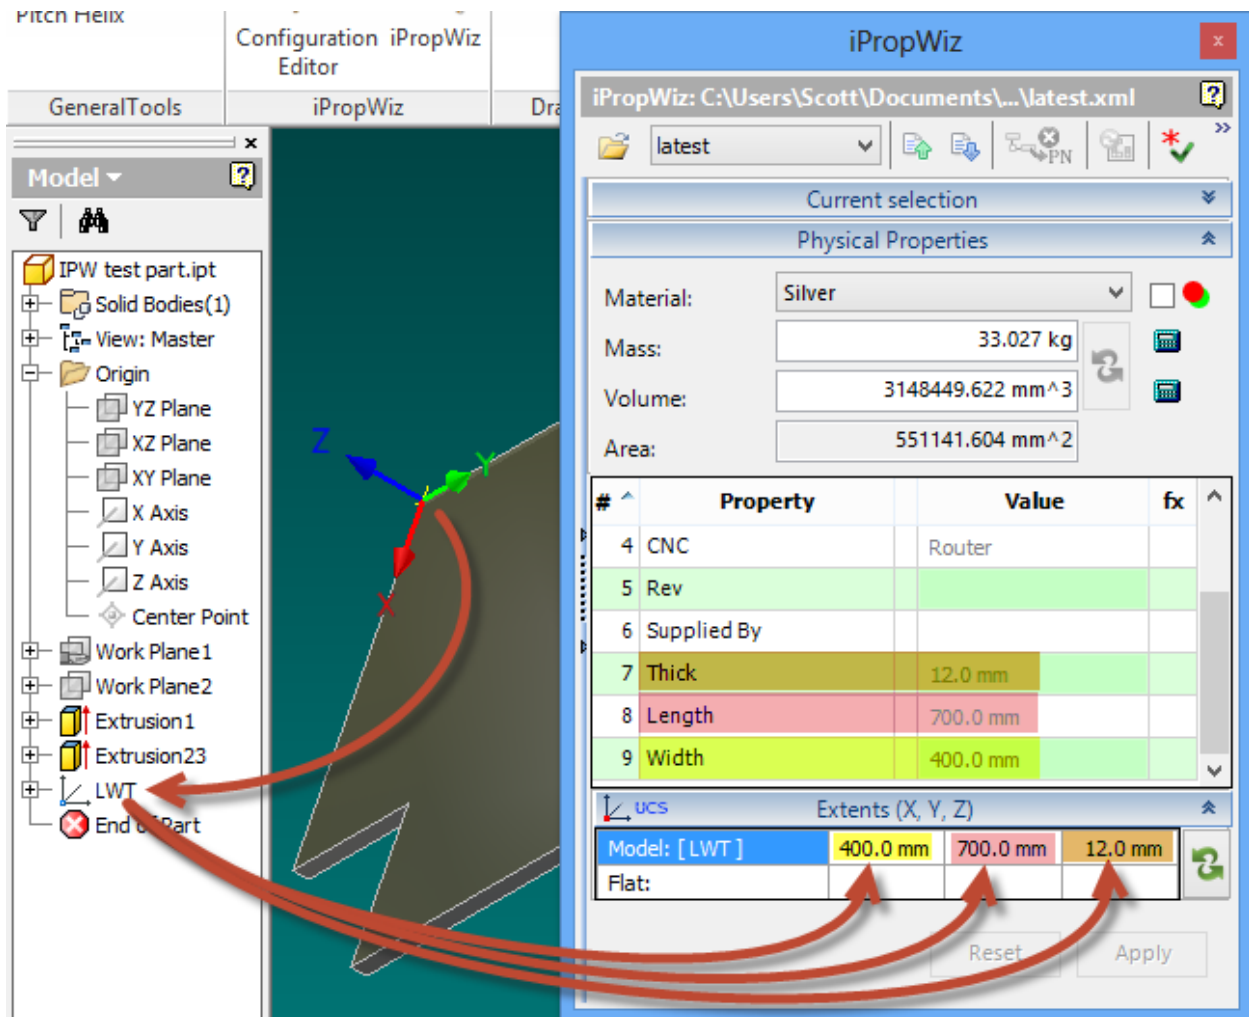 Pitch Helix
Configuration iPropWiz
Editor
GeneralTools
iPropWiz
Dra
Model
IPW test part.ipt
Solid Bodies(1)
View: Master
Origin
YZ Plane
XZ Plane
XY Plane
X Axis
Y Axis
Z Axis
Center Point
Work Plane1
Work Plane2
Extrusion1
Extrusion23
LWT
End of Part
Z
Y
X
iPropWiz
x
iPropWiz: C:\Users\Scott\Documents\...\latest.xml
latest
PN
Current selection
Physical Properties
Material: Silver
Mass: 33.027 kg
Volume: 3148449.622 mm^3
Area: 551141.604 mm^2
# Property Value fx
4 CNC Router
5 Rev
6 Supplied By
7 Thick 12.0 mm
8 Length 700.0 mm
9 Width 400.0 mm
UCS Extents (X, Y, Z)
Model: [ LWT ] 400.0 mm 700.0 mm 12.0 mm
Flat:
Reset Apply